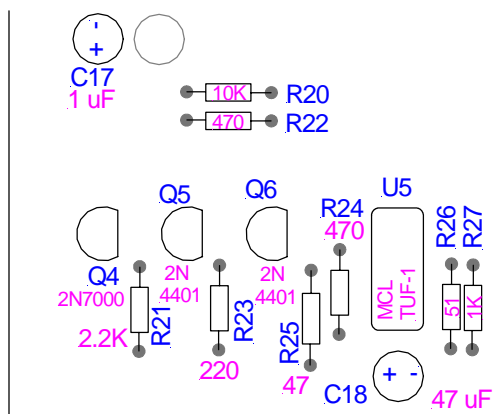 -
+
C17
1 uF
10K R20
470 R22
Q5
Q6
U5
R24
470
R26
R27
Q4
2N7000
2N
4401
2N
4401
MCL
TUF-1
51
1K
2.2K
R21
R23
220
R25
47
+ -
C18
47 uF